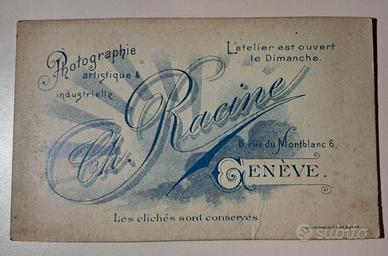 Photographie
artistique &
industrielle
L'atelier est ouvert
le Dimanche.
Ch. Racine
6, rue du Montblanc 6,
GENÈVE.
Les clichés sont conservés.
subito